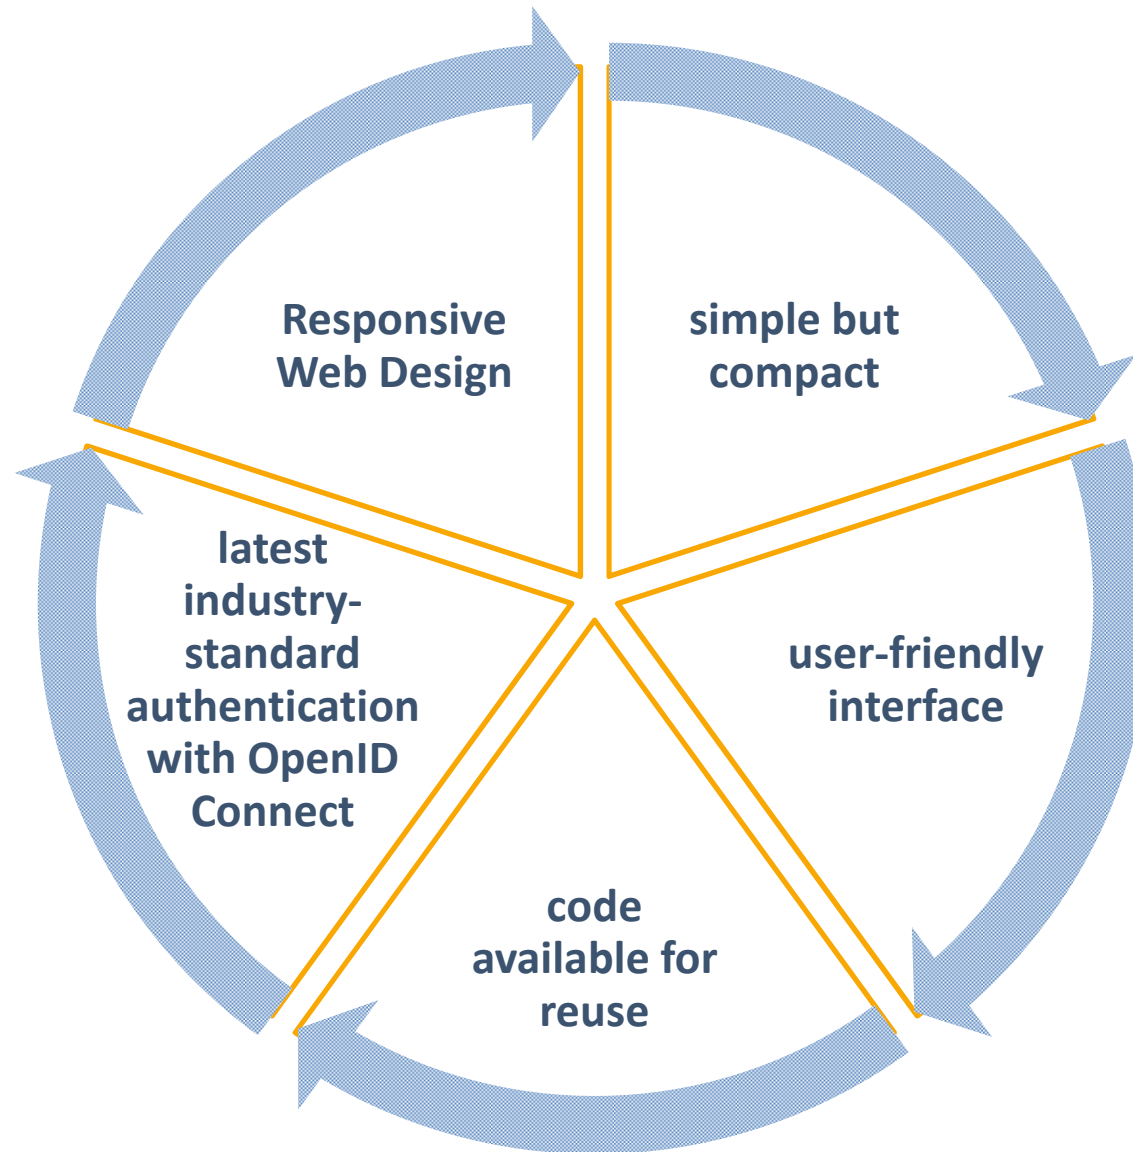 Responsive
Web Design
simple but
compact
user-friendly
interface
code
available for
reuse
latest
industry-
standard
authentication
with OpenID
Connect